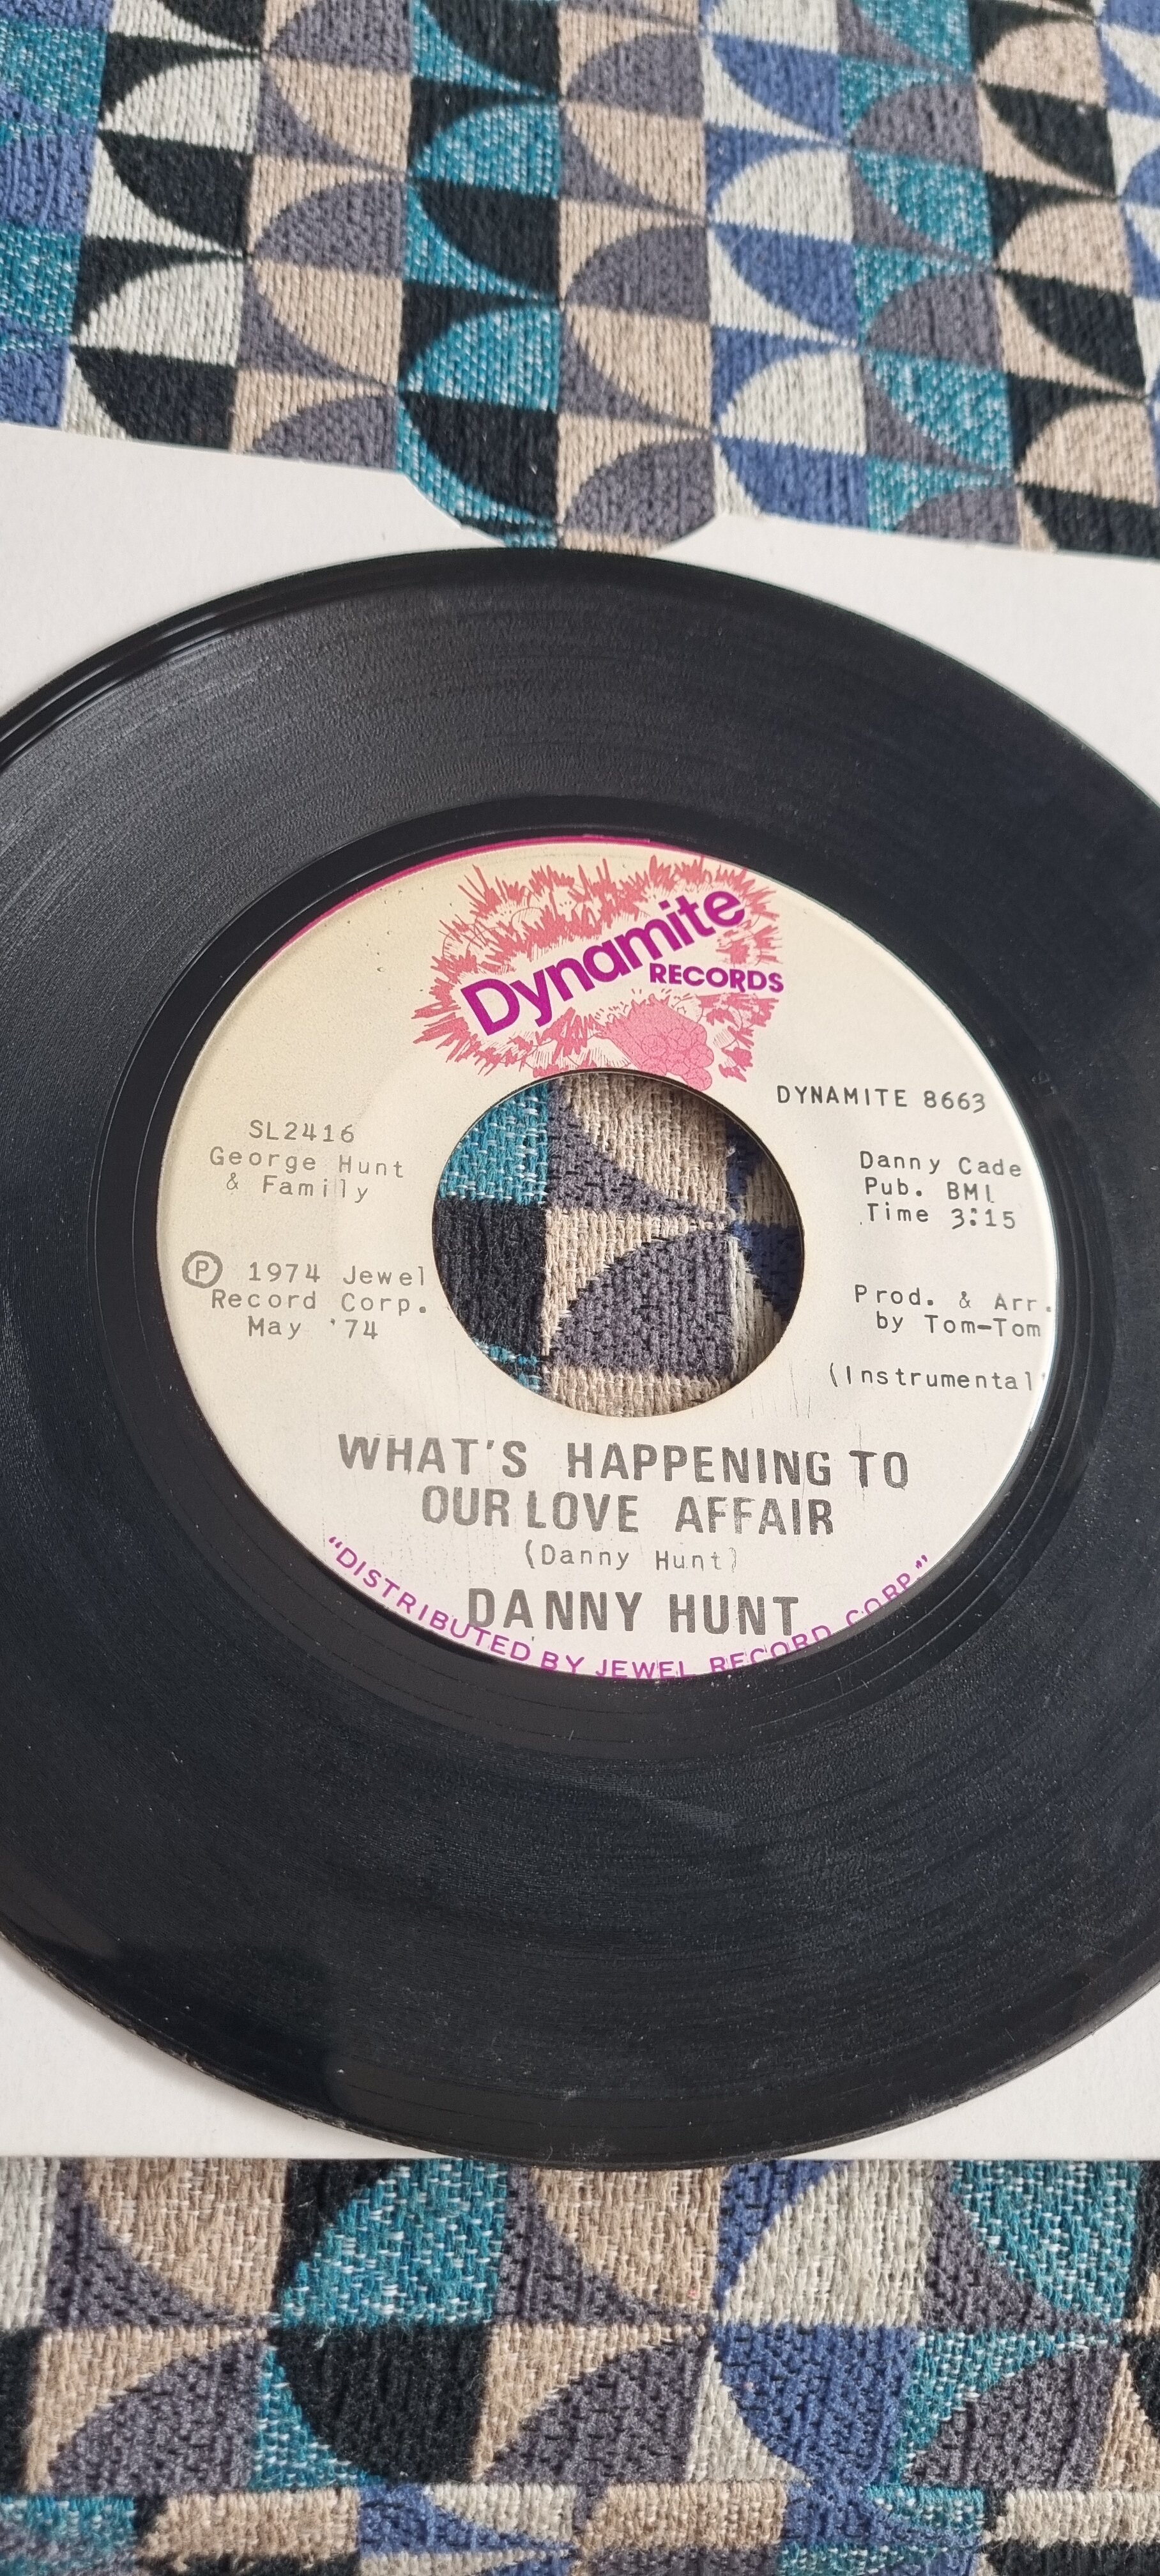 Dynamite
RECORDS
DYNAMITE 8663
SL2416
George Hunt
& Family
Danny Cade
Pub. BMI
Time 3:15
Ⓟ 1974 Jewel
Record Corp.
May '74
Prod. & Arr.
by Tom-Tom
(Instrumental)
WHAT'S HAPPENING TO
OUR LOVE AFFAIR
(Danny Hunt)
DANNY HUNT
"DISTRIBUTED BY JEWEL RECORD CORP."